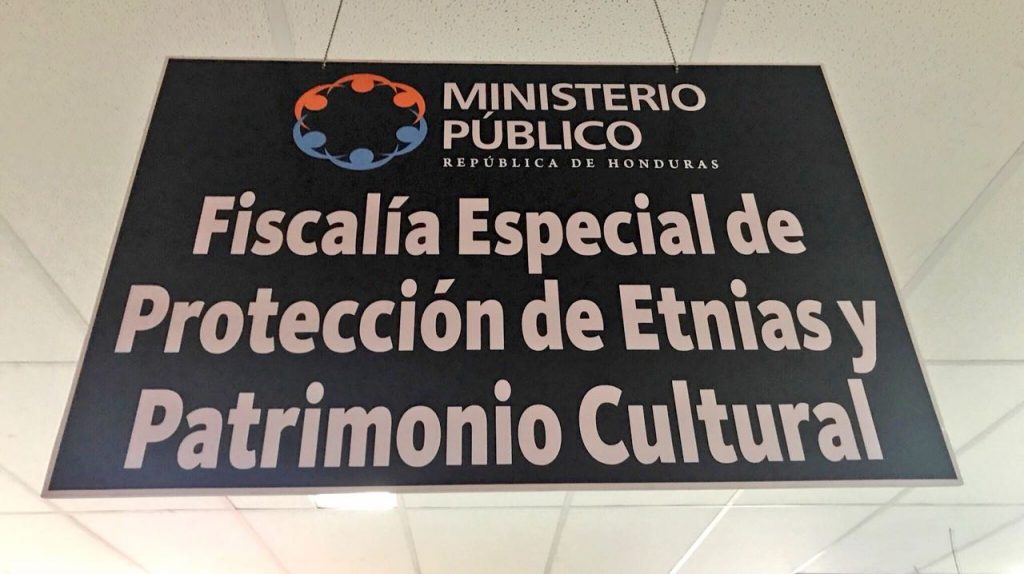 MINISTERIO
PÚBLICO
REPÚBLICA DE HONDURAS
Fiscalía Especial de
Protección de Etnias y
Patrimonio Cultural